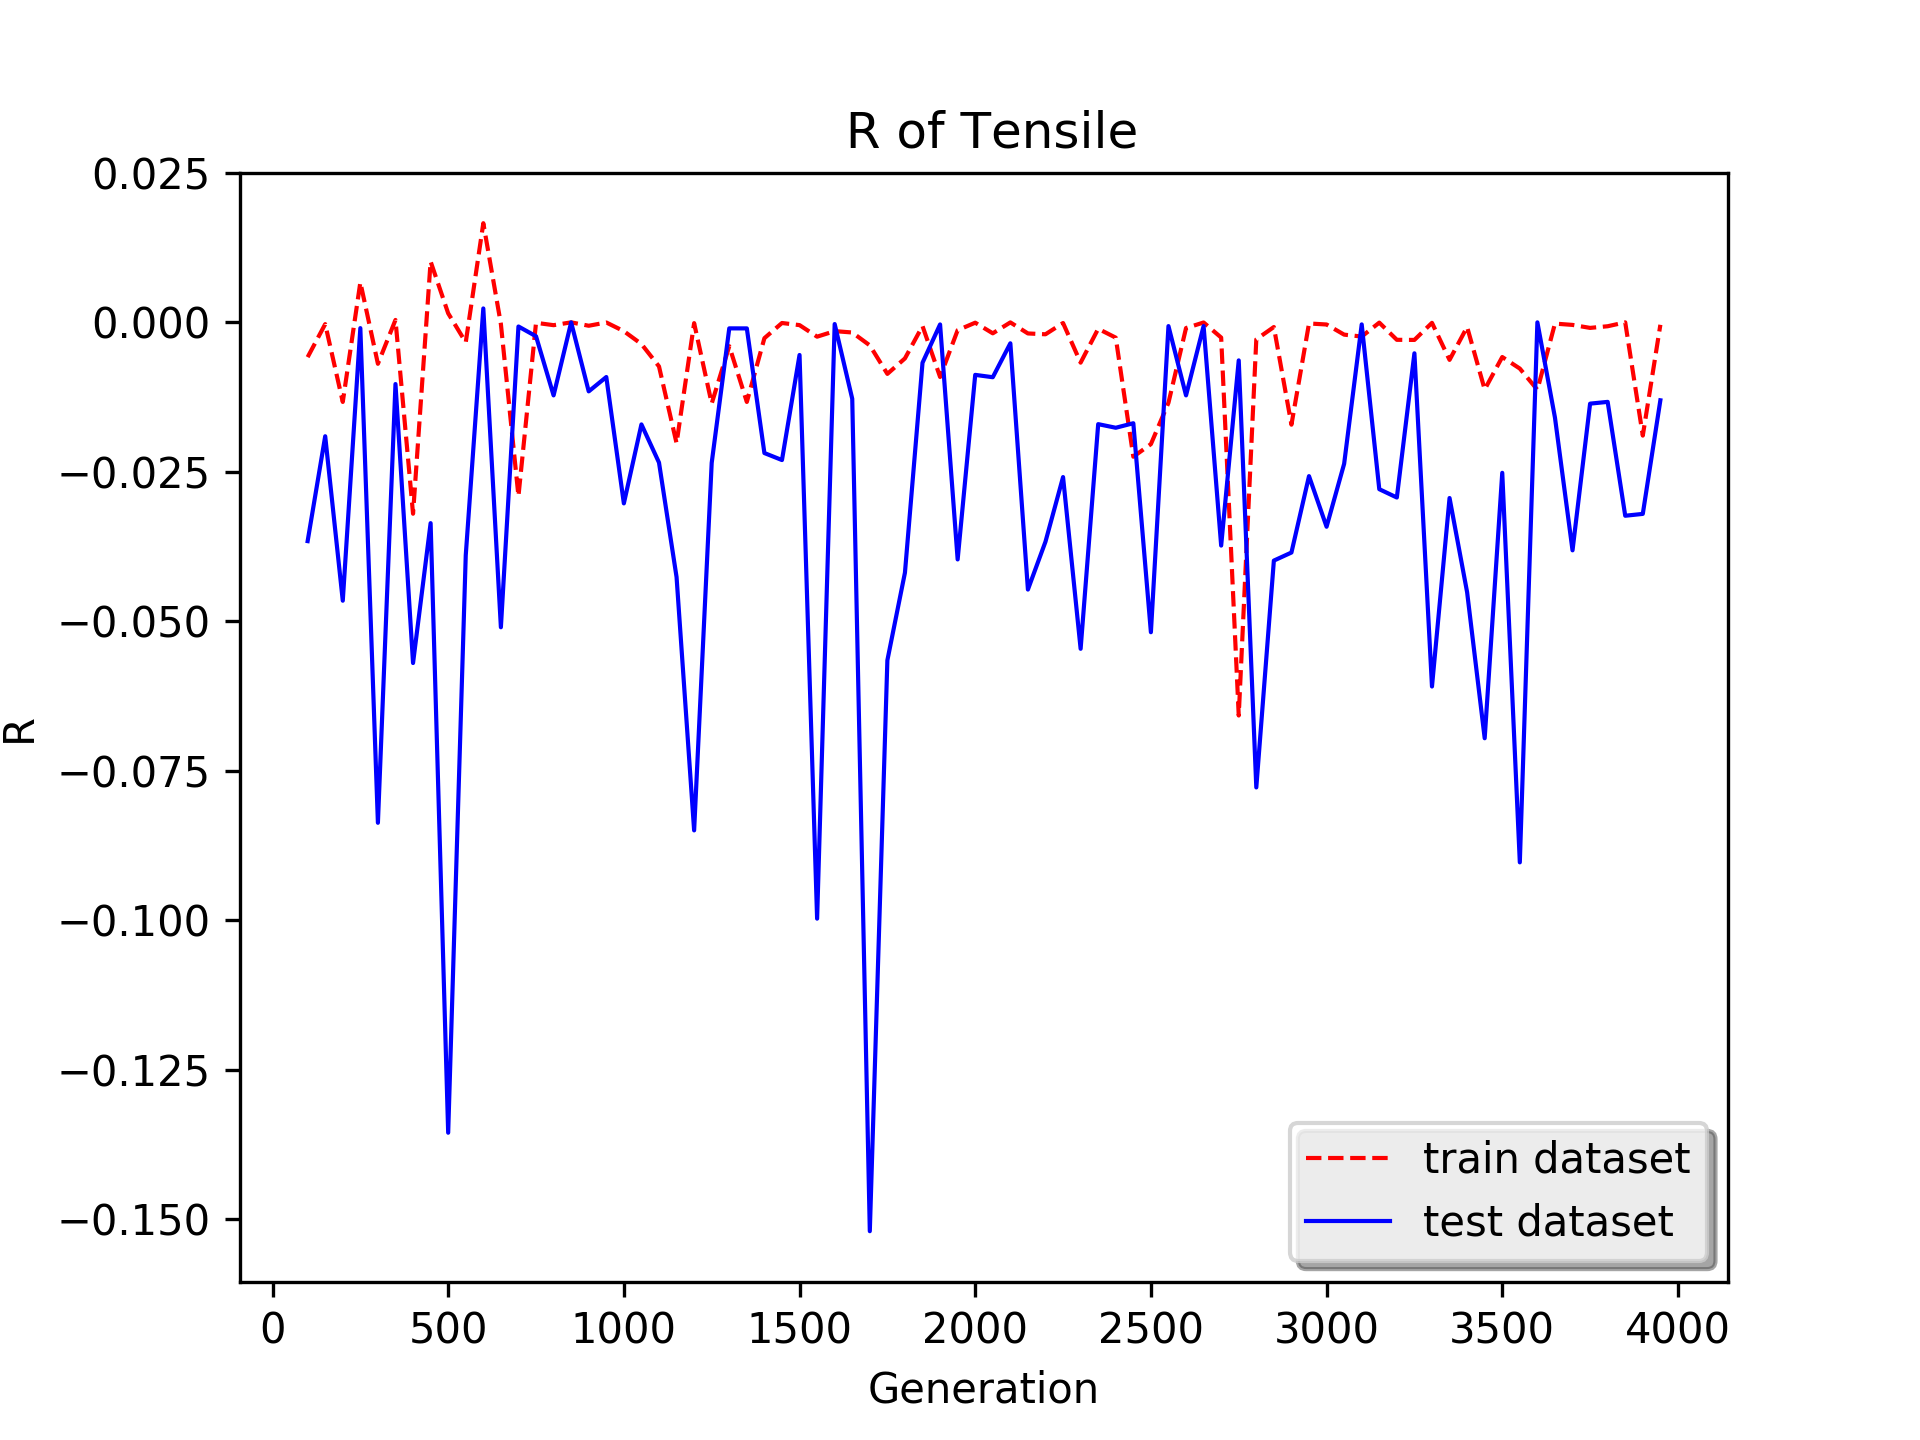 R of Tensile
0.025
0.000
−0.025
−0.050
−0.075
−0.100
−0.125
−0.150
R
train dataset
test dataset
0 500 1000 1500 2000 2500 3000 3500 4000
Generation